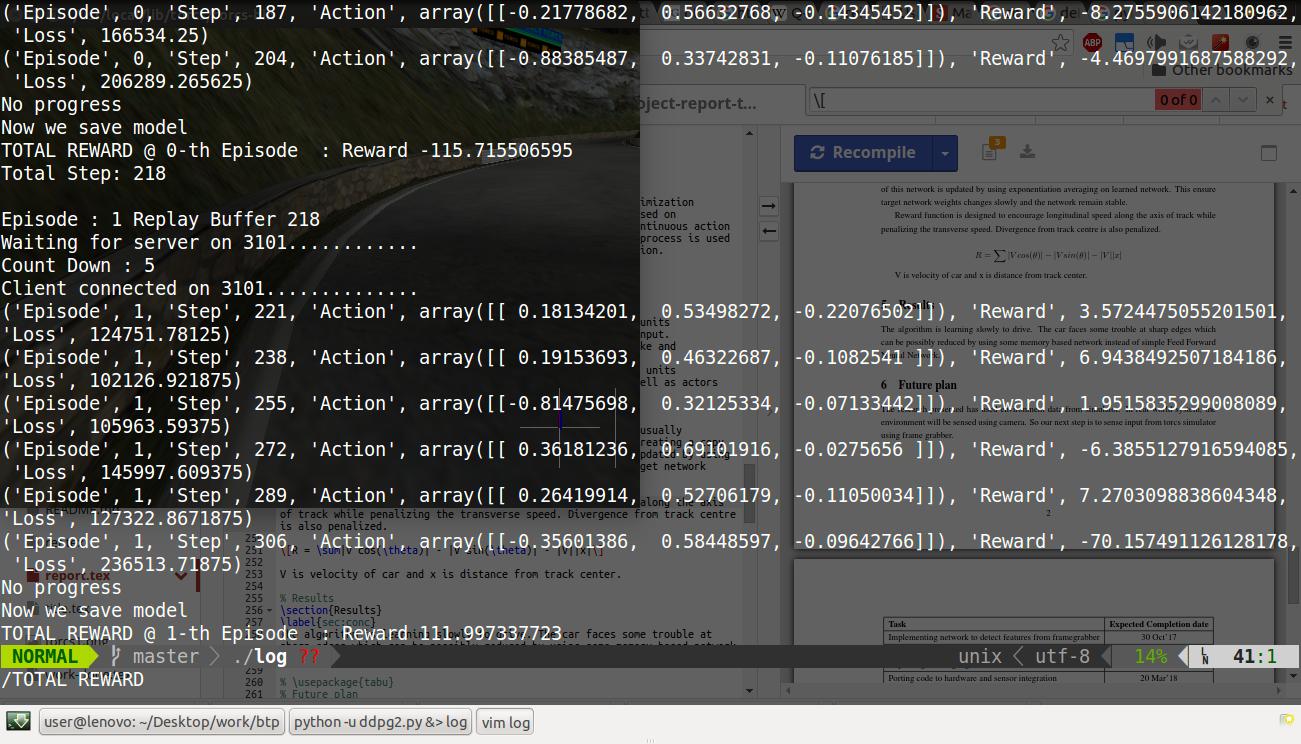 ('Episode', 0, 'Step', 187, 'Action', array([[-0.21778682, 0.56632768, -0.14345452]]), 'Reward', -8.2755906142180962,
'Loss', 166534.25)
('Episode', 0, 'Step', 204, 'Action', array([[-0.88385487, 0.33742831, -0.11076185]]), 'Reward', -4.4697991687588292,
'Loss', 206289.265625)
No progress
Now we save model
TOTAL REWARD @ 0-th Episode : Reward -115.715506595
Total Step: 218
Episode : 1 Replay Buffer 218
Waiting for server on 3101............
Count Down : 5
Client connected on 3101..............
('Episode', 1, 'Step', 221, 'Action', array([[ 0.18134201, 0.53498272, -0.22076502]]), 'Reward', 3.5724475055201501,
'Loss', 124751.78125)
('Episode', 1, 'Step', 238, 'Action', array([[ 0.19153693, 0.46322687, -0.1082541 ]]), 'Reward', 6.9438492507184186,
'Loss', 102126.921875)
('Episode', 1, 'Step', 255, 'Action', array([[-0.81475698, 0.32125334, -0.07133442]]), 'Reward', 1.9515835299008089,
'Loss', 105963.59375)
('Episode', 1, 'Step', 272, 'Action', array([[ 0.36181236, 0.69101916, -0.0275656 ]]), 'Reward', -6.3855127916594085,
'Loss', 145997.609375)
('Episode', 1, 'Step', 289, 'Action', array([[ 0.26419914, 0.52706179, -0.11050034]]), 'Reward', 7.2703098838604348,
'Loss', 127322.8671875)
('Episode', 1, 'Step', 306, 'Action', array([[-0.35601386, 0.58448597, -0.09642766]]), 'Reward', -70.157491126128178,
'Loss', 236513.71875)
No progress
Now we save model
TOTAL REWARD @ 1-th Episode : Reward 111.997337723
NORMAL master ./log ?? unix utf-8 14% LN 41:1
/TOTAL REWARD
user@lenovo: ~/Desktop/work/btp
python -u ddpg2.py &> log
vim log
ABP
Other bookmarks
oject-report-t...
\[
0 of 0
Recompile
3
of this network is updated by using exponentiation averaging on learned network. This ensure
target network weights changes slowly and the network remain stable.
Reward function is designed to encourage longitudinal speed along the axis of track while
penalizing the transverse speed. Divergence from track centre is also penalized.
R = ∑ |V cos(θ)| − |V sin(θ)| − |V||x|
V is velocity of car and x is distance from track center.
The algorithm is learning slowly to drive. The car faces some trouble at sharp edges which
can be possibly reduced by using some memory based network instead of simple Feed Forward
6 Future plan
environment will be sensed using camera. So our next step is to sense input from torcs simulator
using frame grabber.
2
Task Expected Completion date
Implementing network to detect features from framegrabber 30 Oct'17
Porting code to hardware and sensor integration 20 Mar'18
ntinuous action
process is used
units
ell as actors
usually
get network
along the axis
of track while penalizing the transverse speed. Divergence from track centre
is also penalized.
251
253 V is velocity of car and x is distance from track center.
254
255 % Results
256 \section{Results}
257 \label{sec:conc}
260 % \usepackage{tabu}
261 % Future plan
report.tex